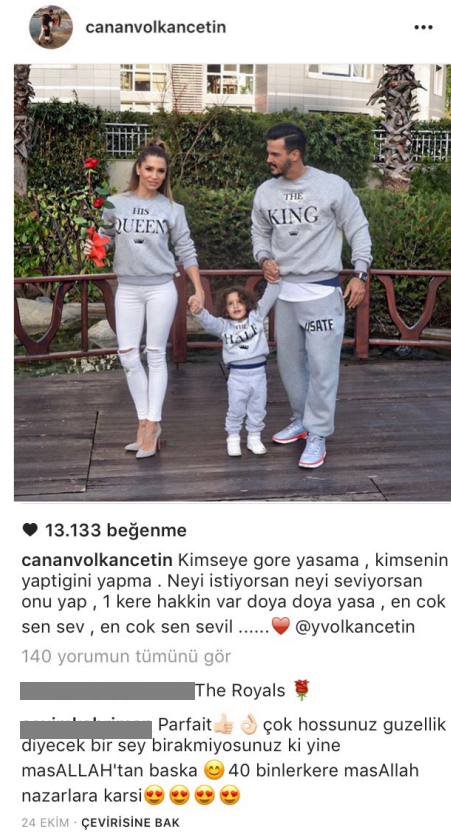 cananvolkancetin
HIS
QUEEN
THE
KING
THE
HALF
USATE
13.133 beğenme
cananvolkancetin Kimseye gore yasama , kimsenin
yaptigini yapma . Neyi istiyorsan neyi seviyorsan
onu yap , 1 kere hakkin var doya doya yasa , en cok
sen sev , en cok sen sevil ......❤️ @yvolkancetin
140 yorumun tümünü gör
The Royals 🌹
Parfait👍🏻👌🏻 çok hossunuz guzellik
diyecek bir sey birakmiyosunuz ki yine
masALLAH'tan baska 😊 40 binlerkere masAllah
nazarlara karsi😍😍😍😍
24 EKİM · ÇEVİRİSİNE BAK